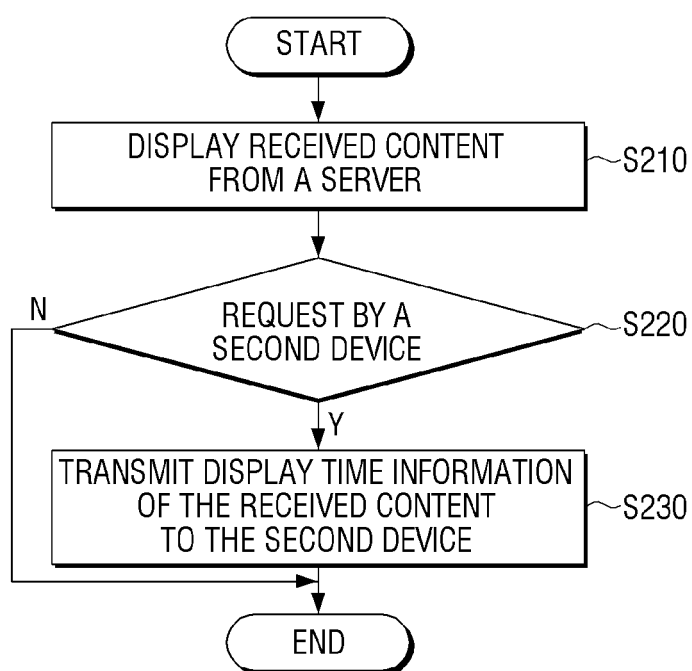 START
DISPLAY RECEIVED CONTENT
FROM A SERVER
S210
N
REQUEST BY A
SECOND DEVICE
S220
Y
TRANSMIT DISPLAY TIME INFORMATION
OF THE RECEIVED CONTENT
TO THE SECOND DEVICE
S230
END